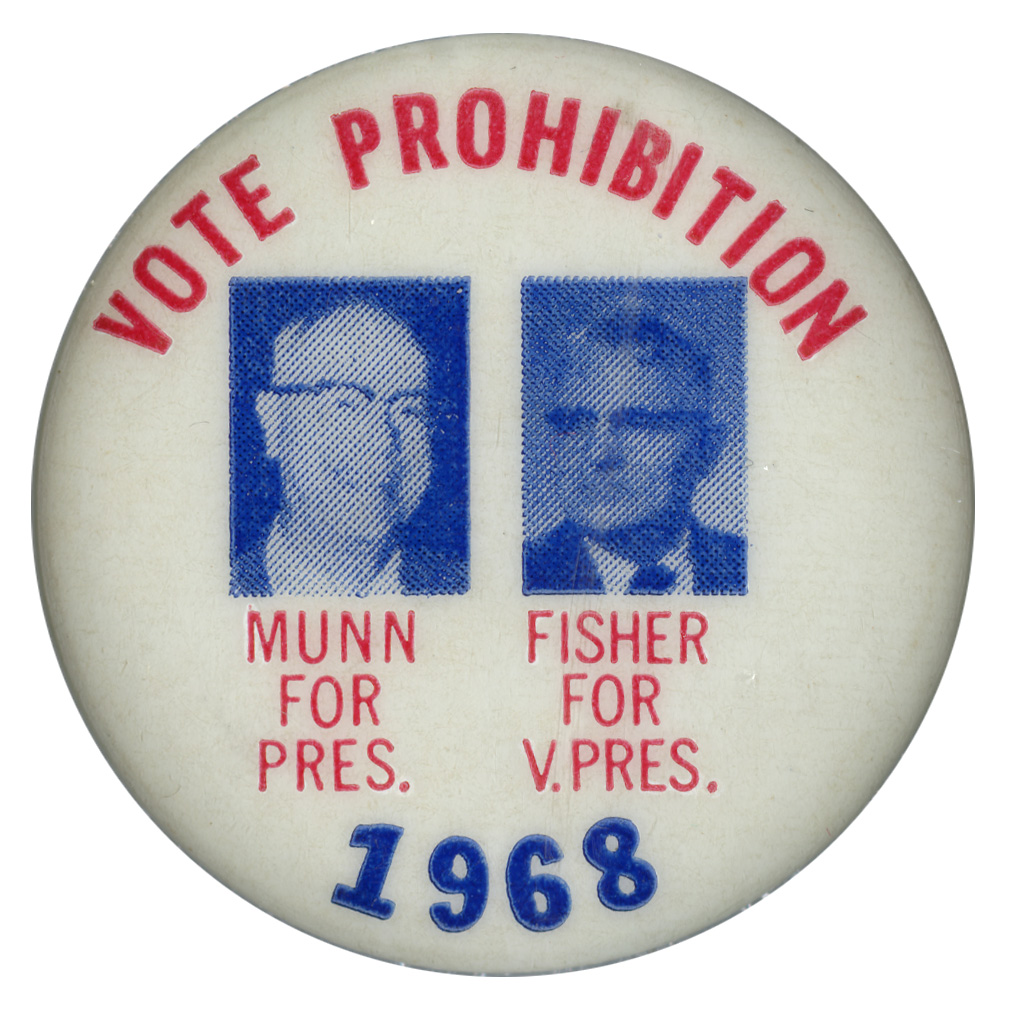 VOTE PROHIBITION
MUNN
FOR
PRES.
FISHER
FOR
V.PRES.
1968